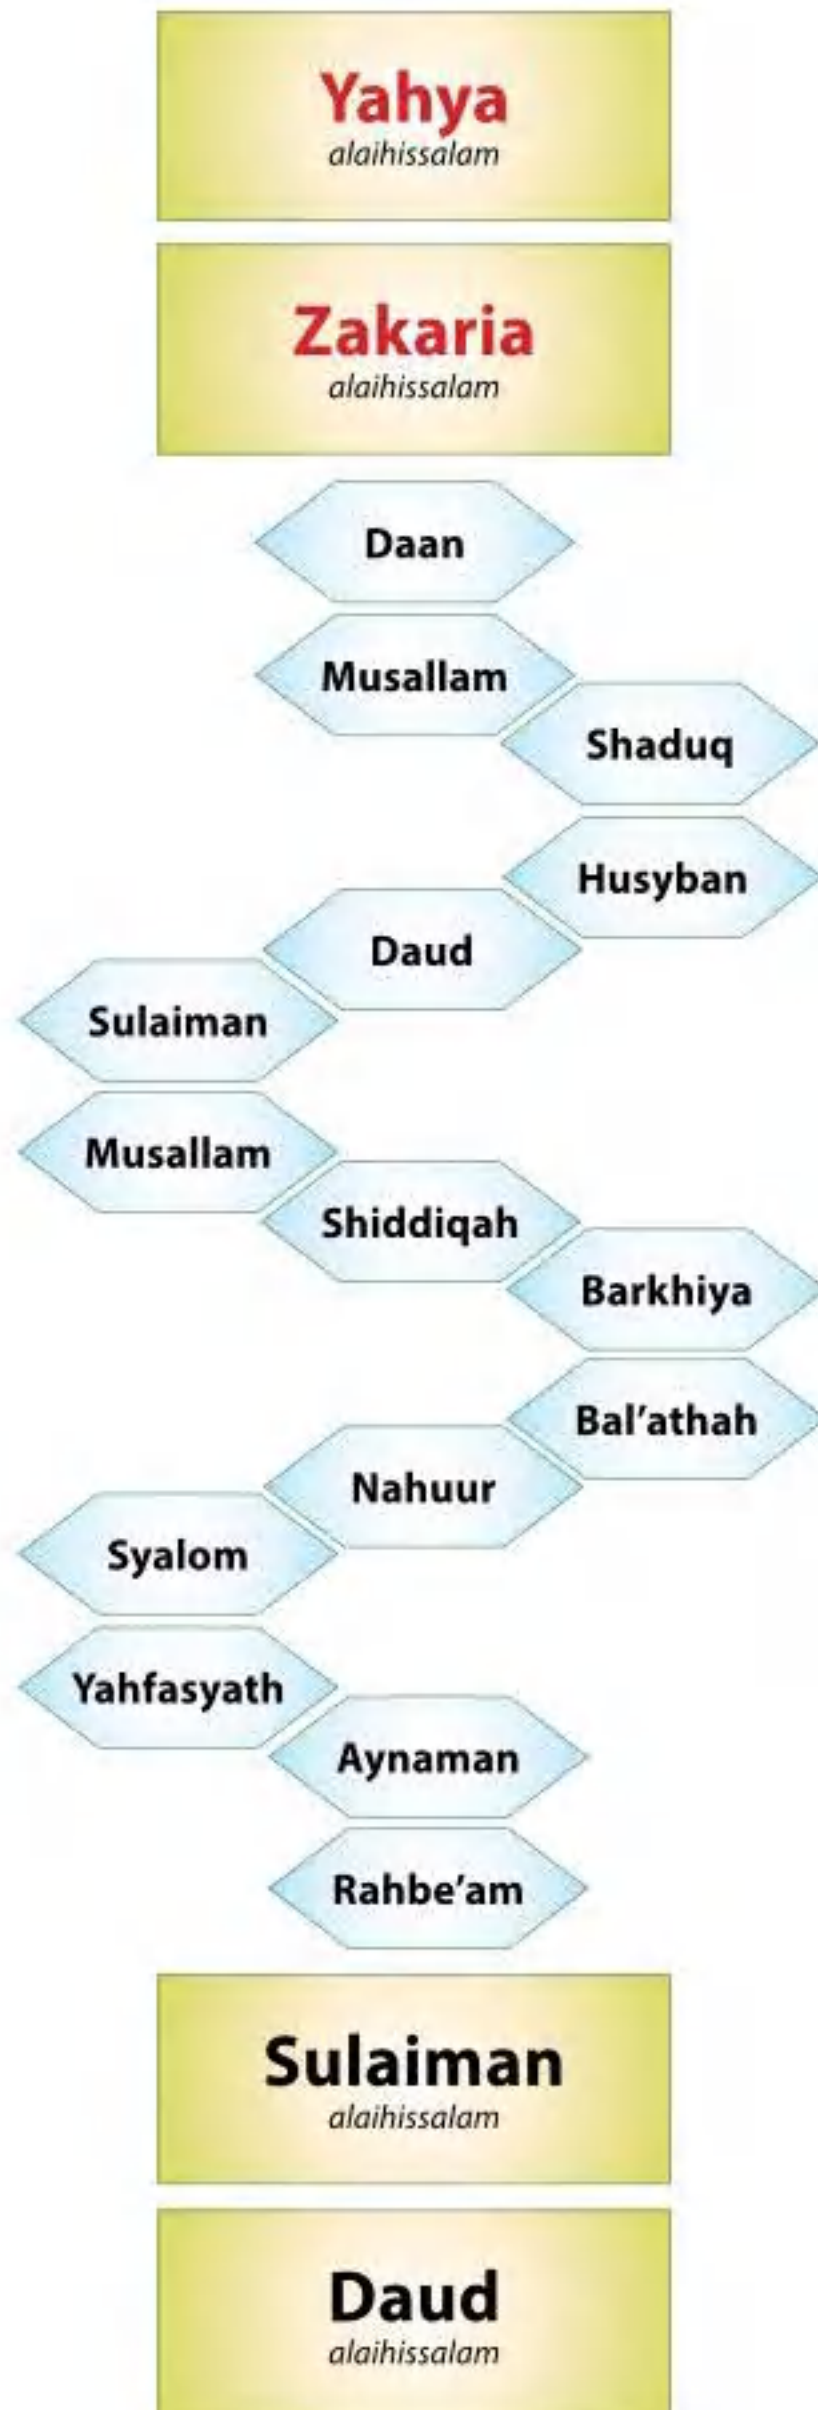 Yahya
alaihissalam
Zakaria
alaihissalam
Daan
Musallam
Shaduq
Husyban
Daud
Sulaiman
Musallam
Shiddiqah
Barkhiya
Bal’athah
Nahuur
Syalom
Yahfasyath
Aynaman
Rahbe’am
Sulaiman
alaihissalam
Daud
alaihissalam